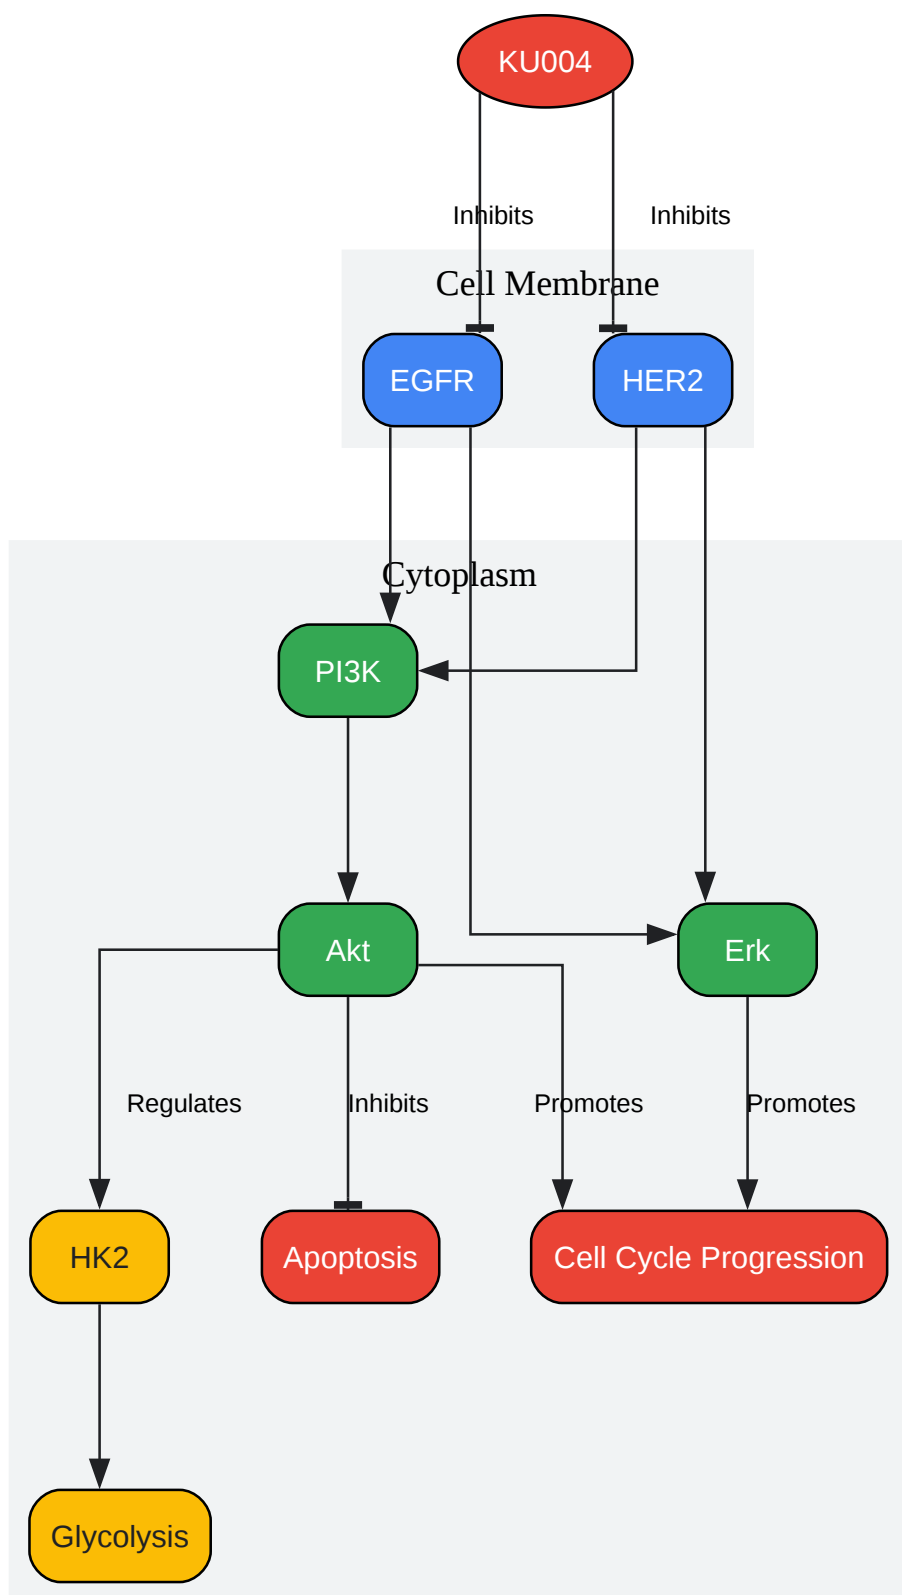 KU004
Inhibits
Inhibits
Cell Membrane
EGFR
HER2
Cytoplasm
PI3K
Akt
Erk
Regulates
Inhibits
Promotes
Promotes
HK2
Apoptosis
Cell Cycle Progression
Glycolysis